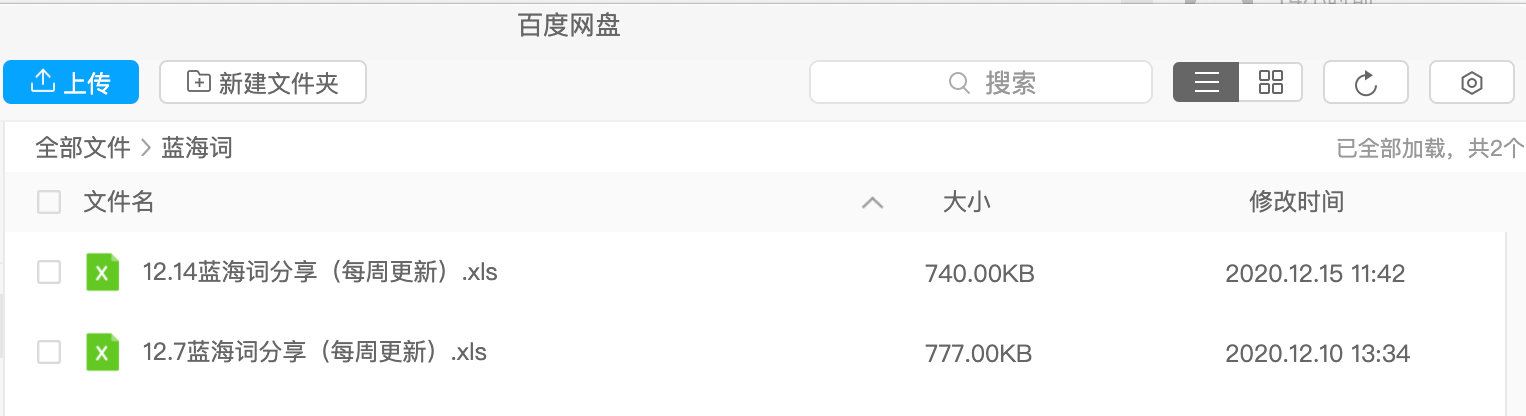 百度网盘
上传 新建文件夹 搜索
全部文件 > 蓝海词 已全部加载，共2个
文件名 大小 修改时间
12.14蓝海词分享（每周更新）.xls 740.00KB 2020.12.15 11:42
12.7蓝海词分享（每周更新）.xls 777.00KB 2020.12.10 13:34